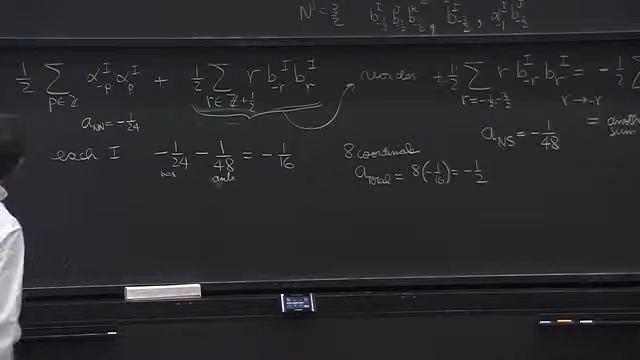 N^⊥ = 3/2   b^I_{-1/2} b^J_{-1/2} b^K_{-1/2}, b^I_{-3/2}, α^I_{-1} b^J_{-1/2}
1/2 ∑_{p∈ℤ} α^I_{-p} α^I_p + 1/2 ∑_{r∈ℤ+1/2} r b^I_{-r} b^I_r   reorder   + 1/2 ∑_{r=-1/2,-3/2} r b^I_{-r} b^I_r = - 1/2 ∑
r → -r
a_{NN} = -1/24
a_{NS} = -1/48   =
each I   -1/24 - 1/48 = -1/16
bos
8 coordinates
a_{Total} = 8(-1/16) = -1/2